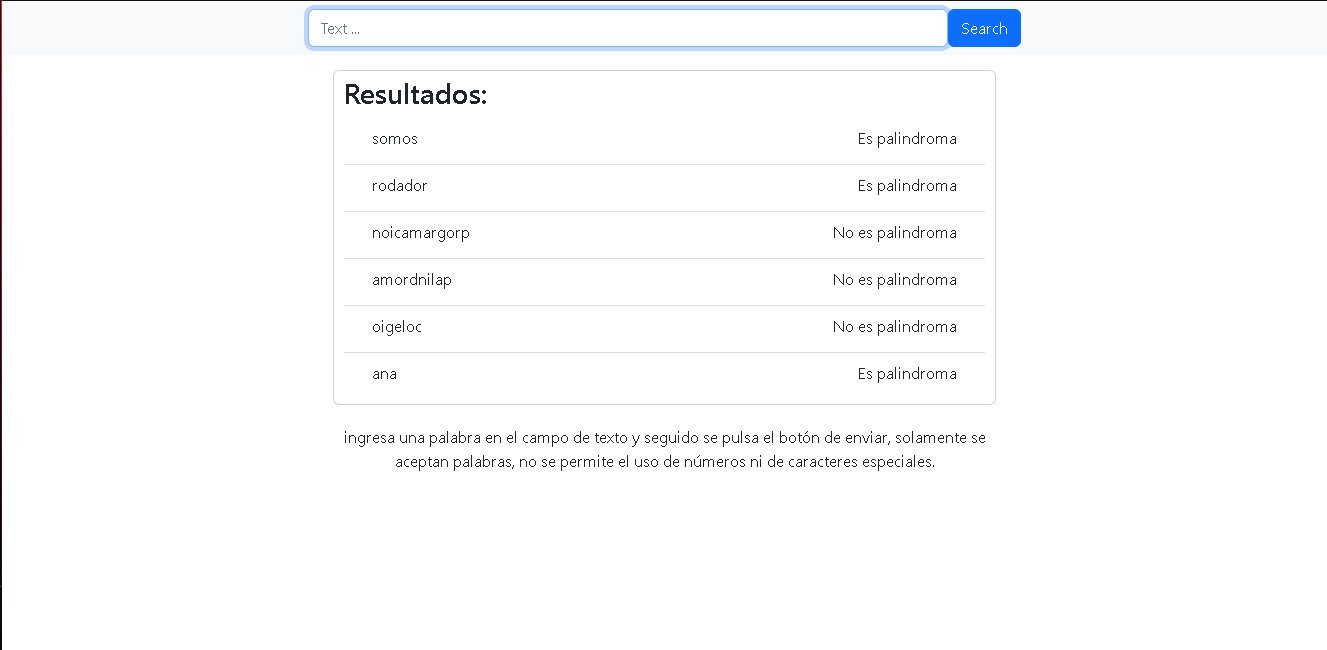 Text ... Search
Resultados:
somos Es palindroma
rodador Es palindroma
noicamargorp No es palindroma
amordnilap No es palindroma
oigeloc No es palindroma
ana Es palindroma
ingresa una palabra en el campo de texto y seguido se pulsa el botón de enviar, solamente se
aceptan palabras, no se permite el uso de números ni de caracteres especiales.